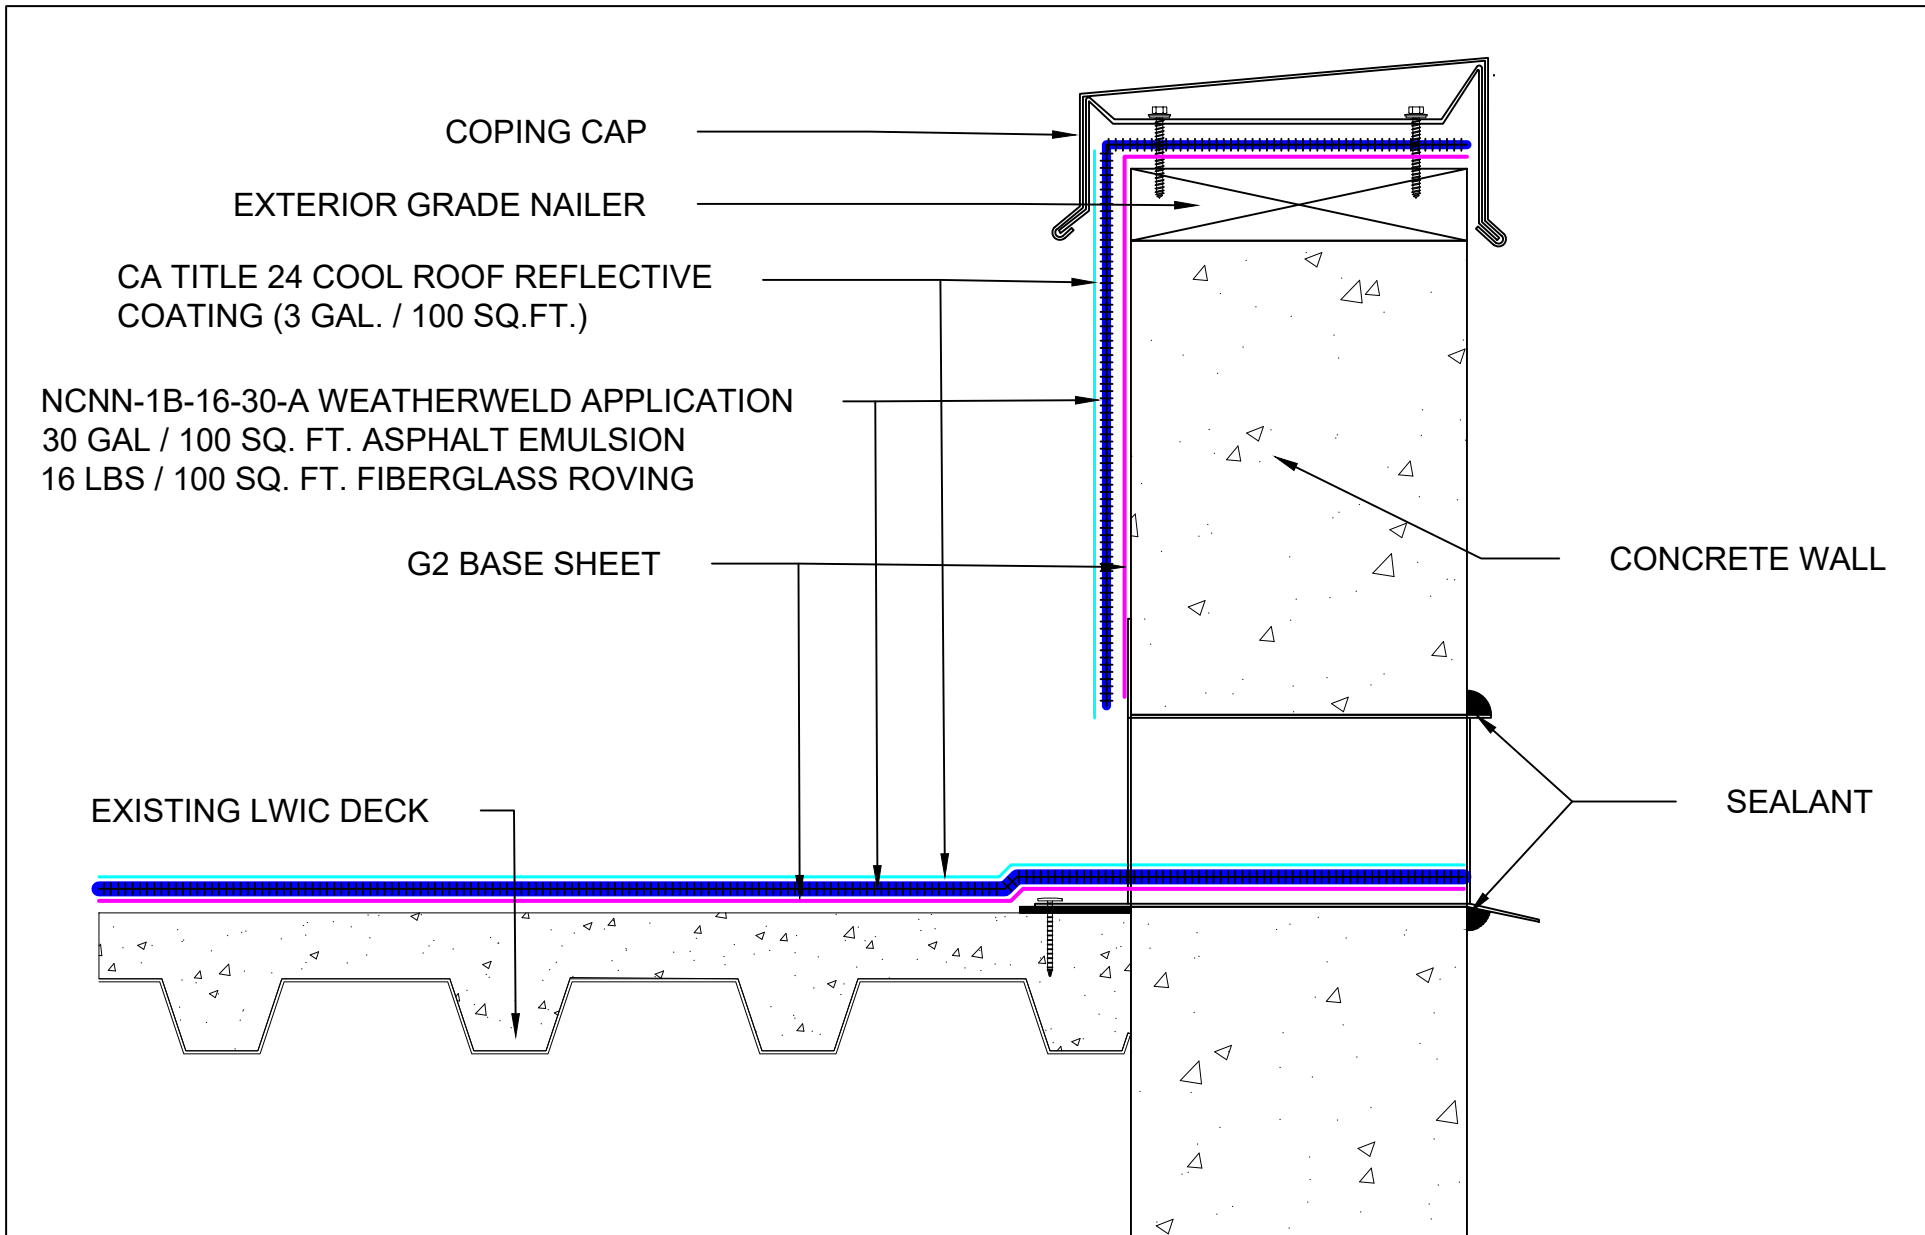 COPING CAP
EXTERIOR GRADE NAILER
CA TITLE 24 COOL ROOF REFLECTIVE
COATING (3 GAL. / 100 SQ.FT.)
NCNN-1B-16-30-A WEATHERWELD APPLICATION
30 GAL / 100 SQ. FT. ASPHALT EMULSION
16 LBS / 100 SQ. FT. FIBERGLASS ROVING
G2 BASE SHEET
CONCRETE WALL
EXISTING LWIC DECK
SEALANT